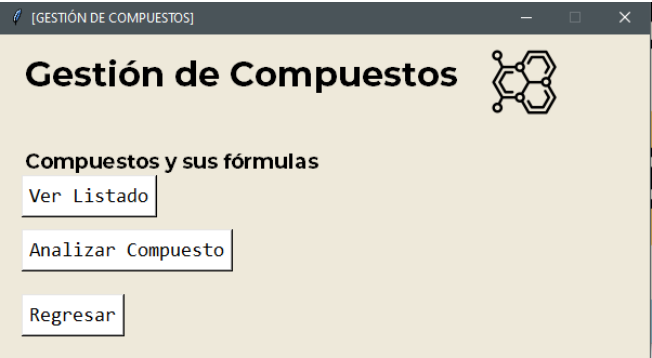 [GESTIÓN DE COMPUESTOS]
Gestión de Compuestos
Compuestos y sus fórmulas
Ver Listado
Analizar Compuesto
Regresar